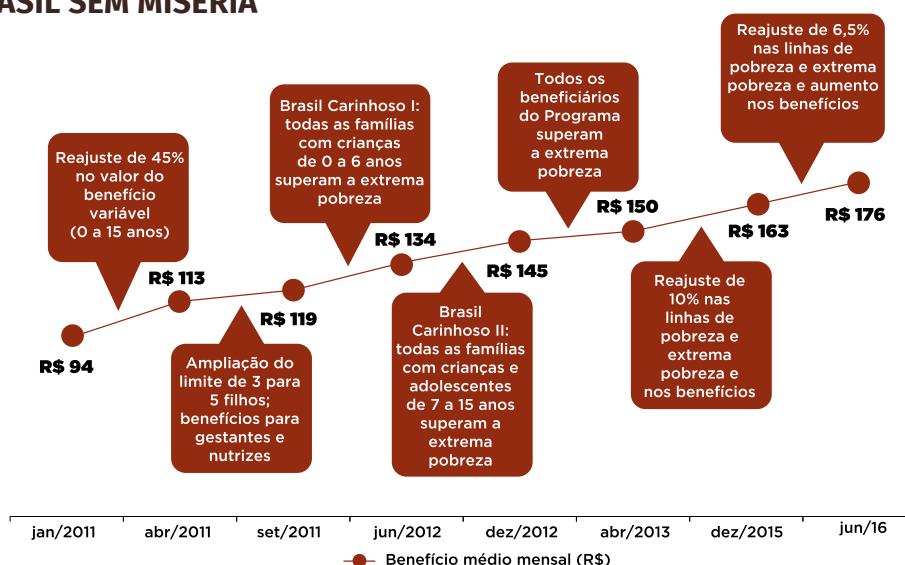 ASIL SEM MISÉRIA
Reajuste de 6,5%
nas linhas de
pobreza e extrema
pobreza e aumento
nos benefícios
Todos os
beneficiários
do Programa
superam
a extrema
pobreza
Brasil Carinhoso I:
todas as famílias
com crianças
de 0 a 6 anos
superam a extrema
pobreza
Reajuste de 45%
no valor do
benefício
variável
(0 a 15 anos)
R$ 94
R$ 113
R$ 119
R$ 134
R$ 145
R$ 150
R$ 163
R$ 176
Ampliação do
limite de 3 para
5 filhos;
benefícios para
gestantes e
nutrizes
Brasil
Carinhoso II:
todas as famílias
com crianças e
adolescentes
de 7 a 15 anos
superam a
extrema
pobreza
Reajuste de
10% nas
linhas de
pobreza e
extrema
pobreza e
nos benefícios
jan/2011
abr/2011
set/2011
jun/2012
dez/2012
abr/2013
dez/2015
jun/16
Benefício médio mensal (R$)